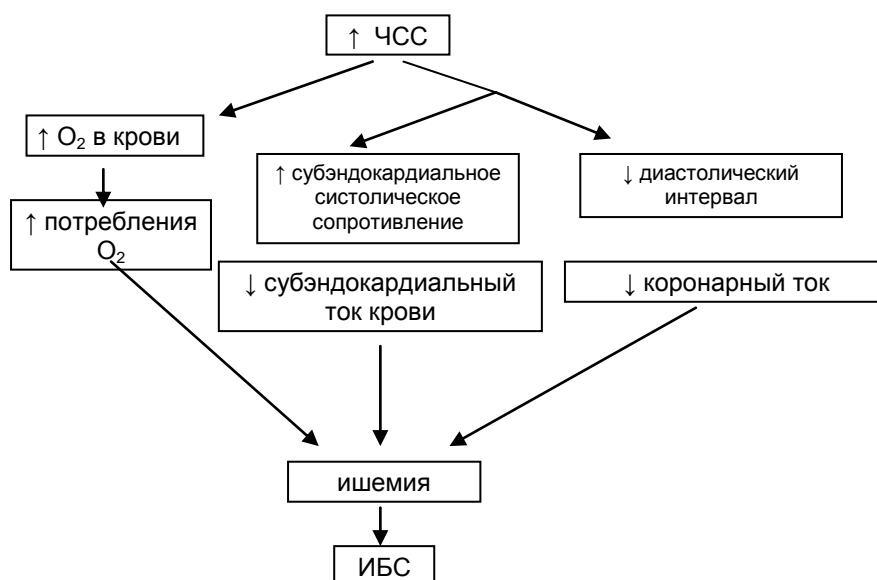 ↑ ЧСС
↑ O₂ в крови
↑ субэндокардиальное
систолическое
сопротивление
↓ диастолический
интервал
↑ потребления
O₂
↓ субэндокардиальный
ток крови
↓ коронарный ток
ишемия
ИБС